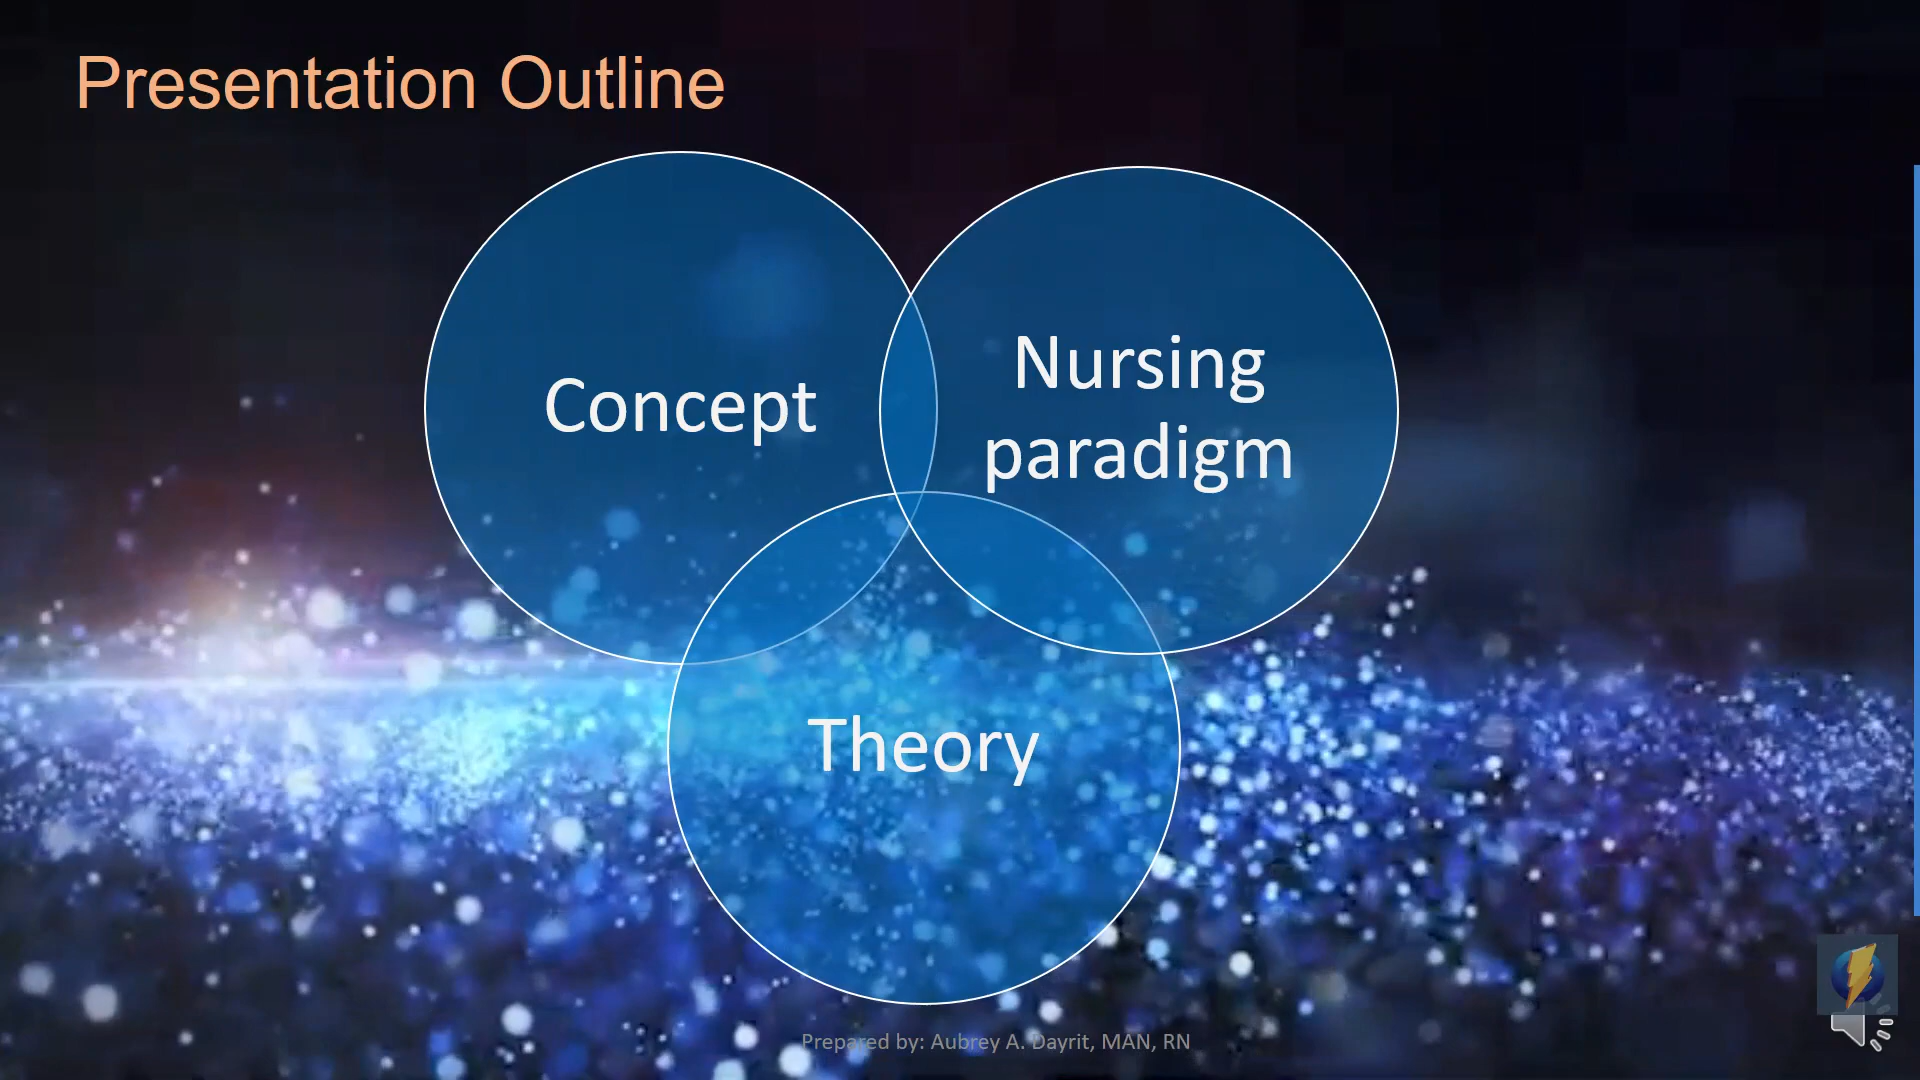 Presentation Outline
Concept
Nursing
paradigm
Theory
Prepared by: Aubrey A. Dayrit, MAN, RN